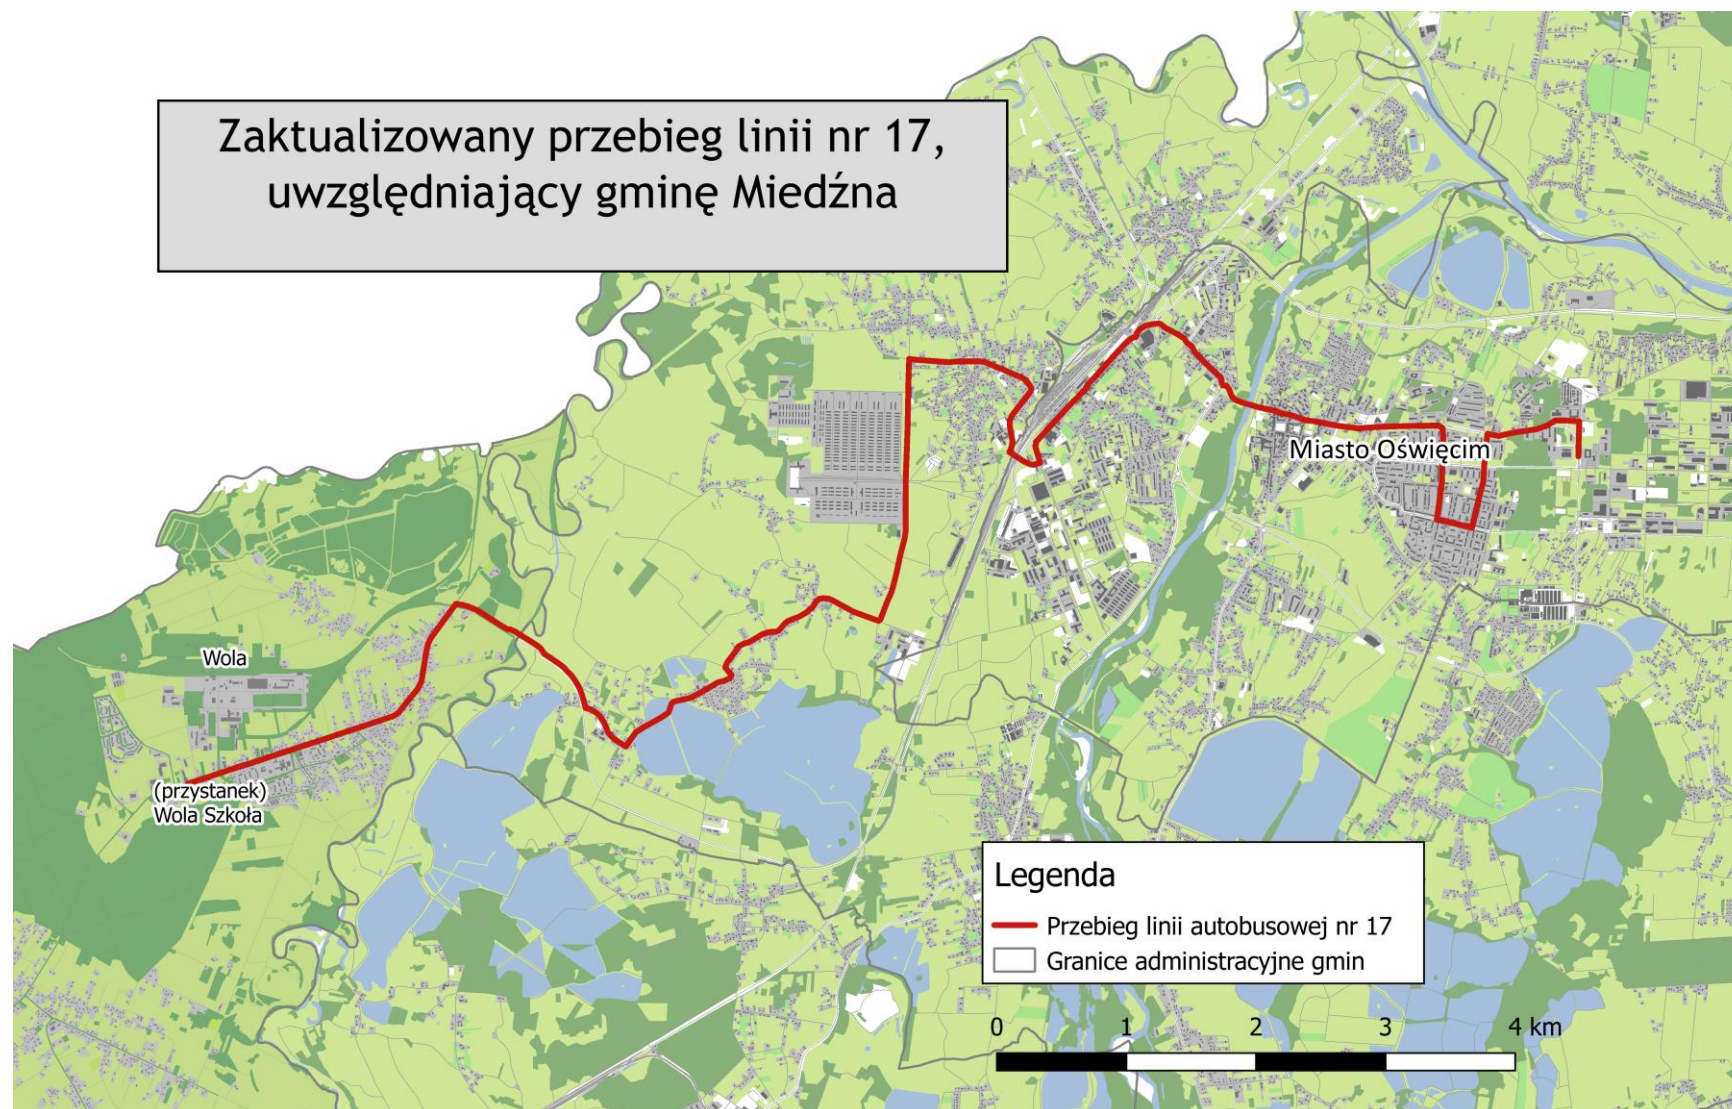 Zaktualizowany przebieg linii nr 17,
uwzględniający gminę Miedźna
Miasto Oświęcim
Wola
(przystanek)
Wola Szkoła
Legenda
Przebieg linii autobusowej nr 17
Granice administracyjne gmin
0 1 2 3 4 km